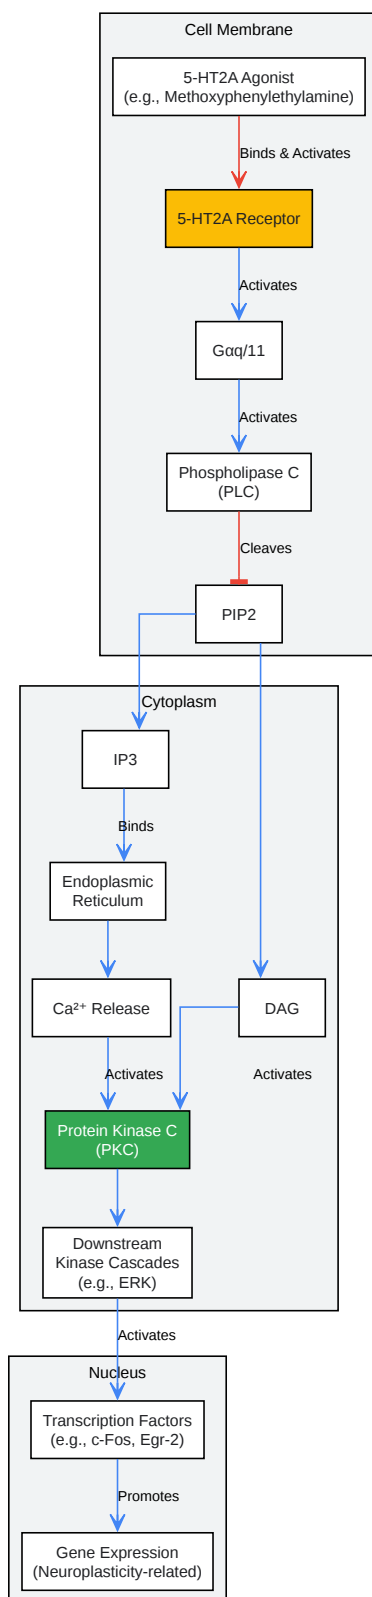 Cell Membrane
5-HT2A Agonist
(e.g., Methoxyphenylethylamine)
Binds & Activates
5-HT2A Receptor
Activates
Gαq/11
Activates
Phospholipase C
(PLC)
Cleaves
PIP2
Cytoplasm
IP3
Binds
Endoplasmic
Reticulum
Ca²⁺ Release
DAG
Activates
Activates
Protein Kinase C
(PKC)
Downstream
Kinase Cascades
(e.g., ERK)
Activates
Nucleus
Transcription Factors
(e.g., c-Fos, Egr-2)
Promotes
Gene Expression
(Neuroplasticity-related)